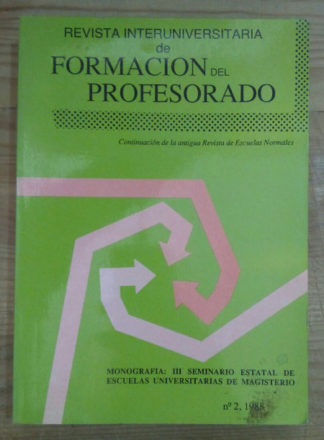 REVISTA INTERUNIVERSITARIA
de
FORMACION DEL
PROFESORADO
Continuación de la antigua Revista de Escuelas Normales
MONOGRAFIA: III SEMINARIO ESTATAL DE
ESCUELAS UNIVERSITARIAS DE MAGISTERIO
nº 2, 1988